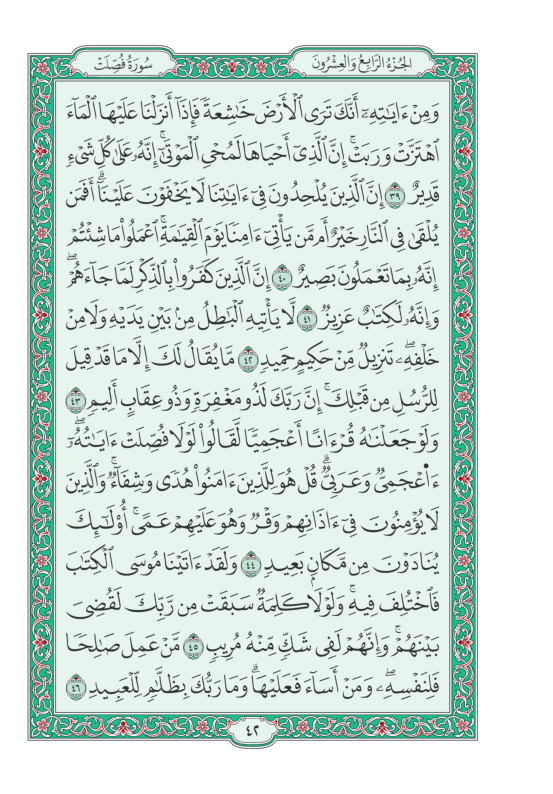 سُورَةُ فُصِّلَتْ
الجُزْءُ الرَّابِعُ وَالعِشْرُونَ
وَمِنْ ءَايَٰتِهِۦٓ أَنَّكَ تَرَى ٱلْأَرْضَ خَٰشِعَةً فَإِذَآ أَنزَلْنَا عَلَيْهَا ٱلْمَآءَ
ٱهْتَزَّتْ وَرَبَتْ ۚ إِنَّ ٱلَّذِىٓ أَحْيَاهَا لَمُحْىِ ٱلْمَوْتَىٰٓ ۚ إِنَّهُۥ عَلَىٰ كُلِّ شَىْءٍ
قَدِيرٌ ٣٩ إِنَّ ٱلَّذِينَ يُلْحِدُونَ فِىٓ ءَايَٰتِنَا لَا يَخْفَوْنَ عَلَيْنَآ ۗ أَفَمَن
يُلْقَىٰ فِى ٱلنَّارِ خَيْرٌ أَم مَّن يَأْتِىٓ ءَامِنًا يَوْمَ ٱلْقِيَٰمَةِ ۚ ٱعْمَلُوا۟ مَا شِئْتُمْ
إِنَّهُۥ بِمَا تَعْمَلُونَ بَصِيرٌ ٤٠ إِنَّ ٱلَّذِينَ كَفَرُوا۟ بِٱلذِّكْرِ لَمَّا جَآءَهُمْ ۖ
وَإِنَّهُۥ لَكِتَٰبٌ عَزِيزٌ ٤١ لَّا يَأْتِيهِ ٱلْبَٰطِلُ مِنۢ بَيْنِ يَدَيْهِ وَلَا مِنْ
خَلْفِهِۦ ۖ تَنزِيلٌ مِّنْ حَكِيمٍ حَمِيدٍ ٤٢ مَّا يُقَالُ لَكَ إِلَّا مَا قَدْ قِيلَ
لِلرُّسُلِ مِن قَبْلِكَ ۚ إِنَّ رَبَّكَ لَذُو مَغْفِرَةٍ وَذُو عِقَابٍ أَلِيمٍ ٤٣
وَلَوْ جَعَلْنَٰهُ قُرْءَانًا أَعْجَمِيًّا لَّقَالُوا۟ لَوْلَا فُصِّلَتْ ءَايَٰتُهُۥٓ ۖ
ءَا۬عْجَمِىٌّ وَعَرَبِىٌّ ۗ قُلْ هُوَ لِلَّذِينَ ءَامَنُوا۟ هُدًى وَشِفَآءٌ ۖ وَٱلَّذِينَ
لَا يُؤْمِنُونَ فِىٓ ءَاذَانِهِمْ وَقْرٌ وَهُوَ عَلَيْهِمْ عَمًى ۚ أُو۟لَٰٓئِكَ
يُنَادَوْنَ مِن مَّكَانٍۭ بَعِيدٍ ٤٤ وَلَقَدْ ءَاتَيْنَا مُوسَى ٱلْكِتَٰبَ
فَٱخْتُلِفَ فِيهِ ۗ وَلَوْلَا كَلِمَةٌ سَبَقَتْ مِن رَّبِّكَ لَقُضِىَ
بَيْنَهُمْ ۚ وَإِنَّهُمْ لَفِى شَكٍّ مِّنْهُ مُرِيبٍ ٤٥ مَّنْ عَمِلَ صَٰلِحًا
فَلِنَفْسِهِۦ ۖ وَمَنْ أَسَآءَ فَعَلَيْهَا ۗ وَمَا رَبُّكَ بِظَلَّٰمٍ لِّلْعَبِيدِ ٤٦
٤٢